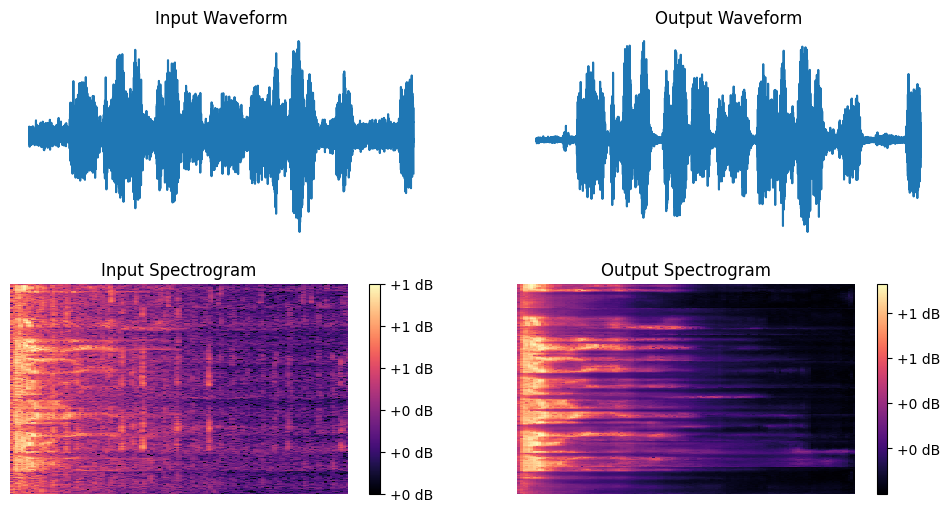 Input Waveform
Output Waveform
Input Spectrogram
+1 dB
+1 dB
+1 dB
+0 dB
+0 dB
+0 dB
Output Spectrogram
+1 dB
+1 dB
+0 dB
+0 dB